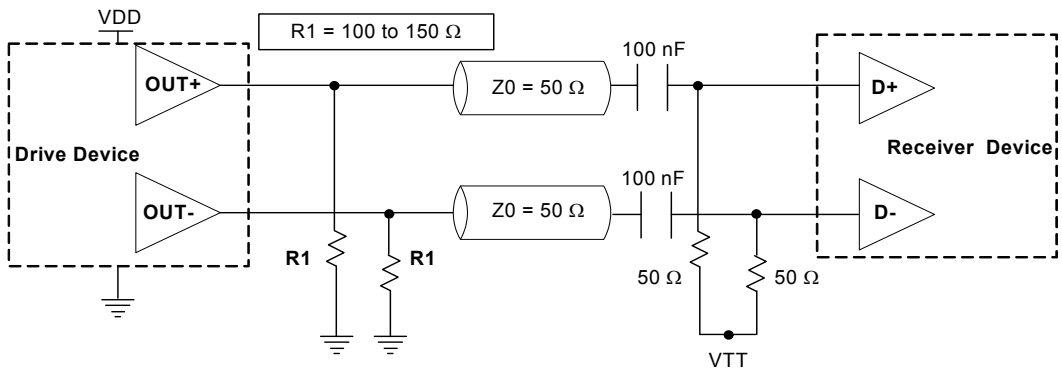 VDD
R1 = 100 to 150 Ω
100 nF
OUT+
Z0 = 50 Ω
D+
Drive Device
Receiver Device
100 nF
OUT-
Z0 = 50 Ω
D-
R1
R1
50 Ω
50 Ω
VTT